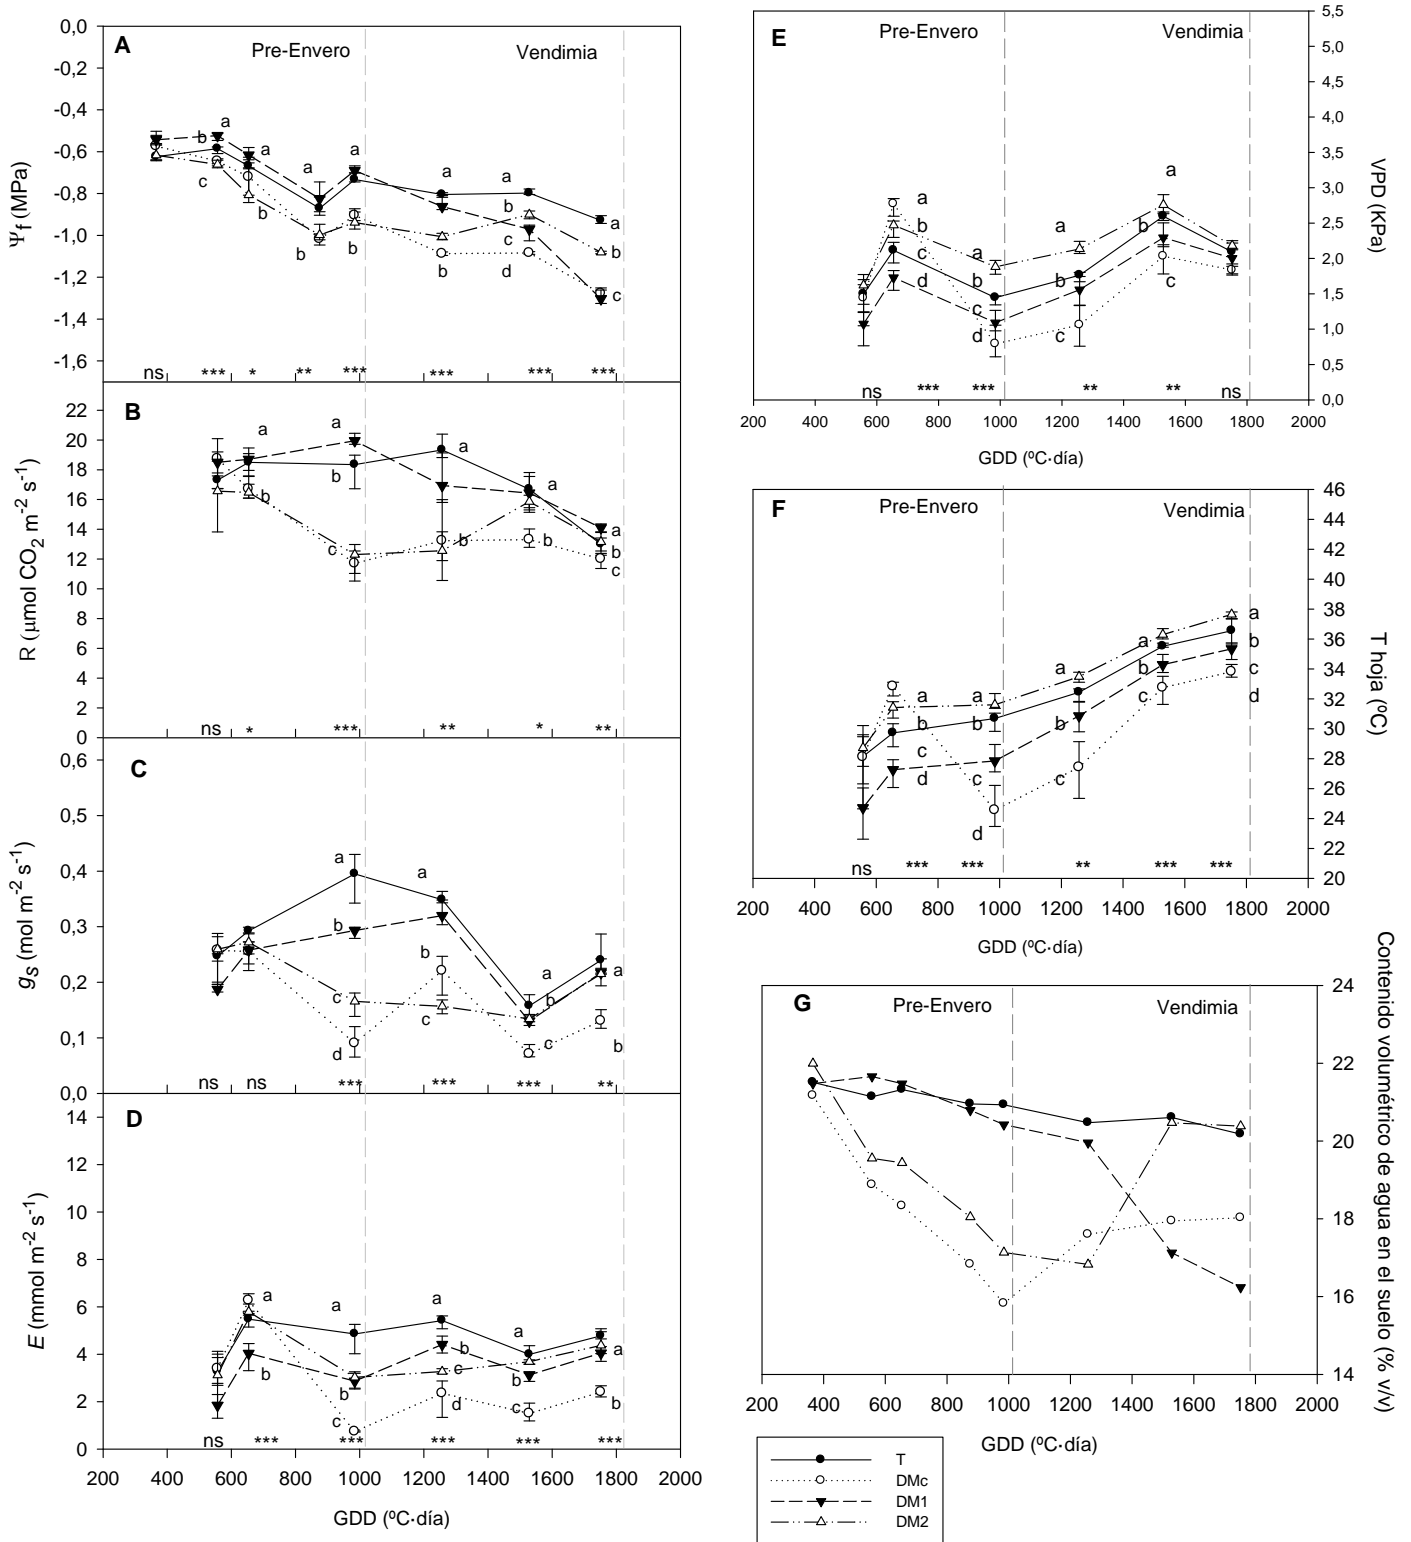 A
Pre-Envero
Vendimia
0,0
-0,2
-0,4
-0,6
-0,8
-1,0
-1,2
-1,4
-1,6
Ψf (MPa)
a
b
c
a
b
a
b
a
b
a
b
a
b
c
d
a
b
c
ns
***
*
**
***
***
***
***
B
22
20
18
16
14
12
10
8
6
4
2
0
R (µmol CO2 m-2 s-1)
a
b
a
b
c
a
b
a
b
a
b
c
ns
*
***
**
*
**
C
0,6
0,5
0,4
0,3
0,2
0,1
0,0
gs (mol m-2 s-1)
a
b
c
d
a
b
c
a
b
c
a
b
ns
ns
***
***
***
**
D
14
12
10
8
6
4
2
0
E (mmol m-2 s-1)
a
b
a
b
c
a
b
c
d
a
b
c
a
b
ns
***
***
***
***
***
200 400 600 800 1000 1200 1400 1600 1800 2000
GDD (ºC·día)
E
Pre-Envero
Vendimia
5,5
5,0
4,5
4,0
3,5
3,0
2,5
2,0
1,5
1,0
0,5
0,0
VPD (KPa)
a
b
c
d
a
b
c
d
a
b
c
a
c
ns
***
***
**
**
ns
200 400 600 800 1000 1200 1400 1600 1800 2000
GDD (ºC·día)
F
Pre-Envero
Vendimia
46
44
42
40
38
36
34
32
30
28
26
24
22
20
T hoja (ºC)
a
b
c
d
a
b
c
d
a
b
c
a
b
c
a
b
c
d
ns
***
***
**
***
***
200 400 600 800 1000 1200 1400 1600 1800 2000
GDD (ºC·día)
G
Pre-Envero
Vendimia
24
22
20
18
16
14
Contenido volumétrico de agua en el suelo (% v/v)
200 400 600 800 1000 1200 1400 1600 1800 2000
GDD (ºC·día)
T
DMc
DM1
DM2